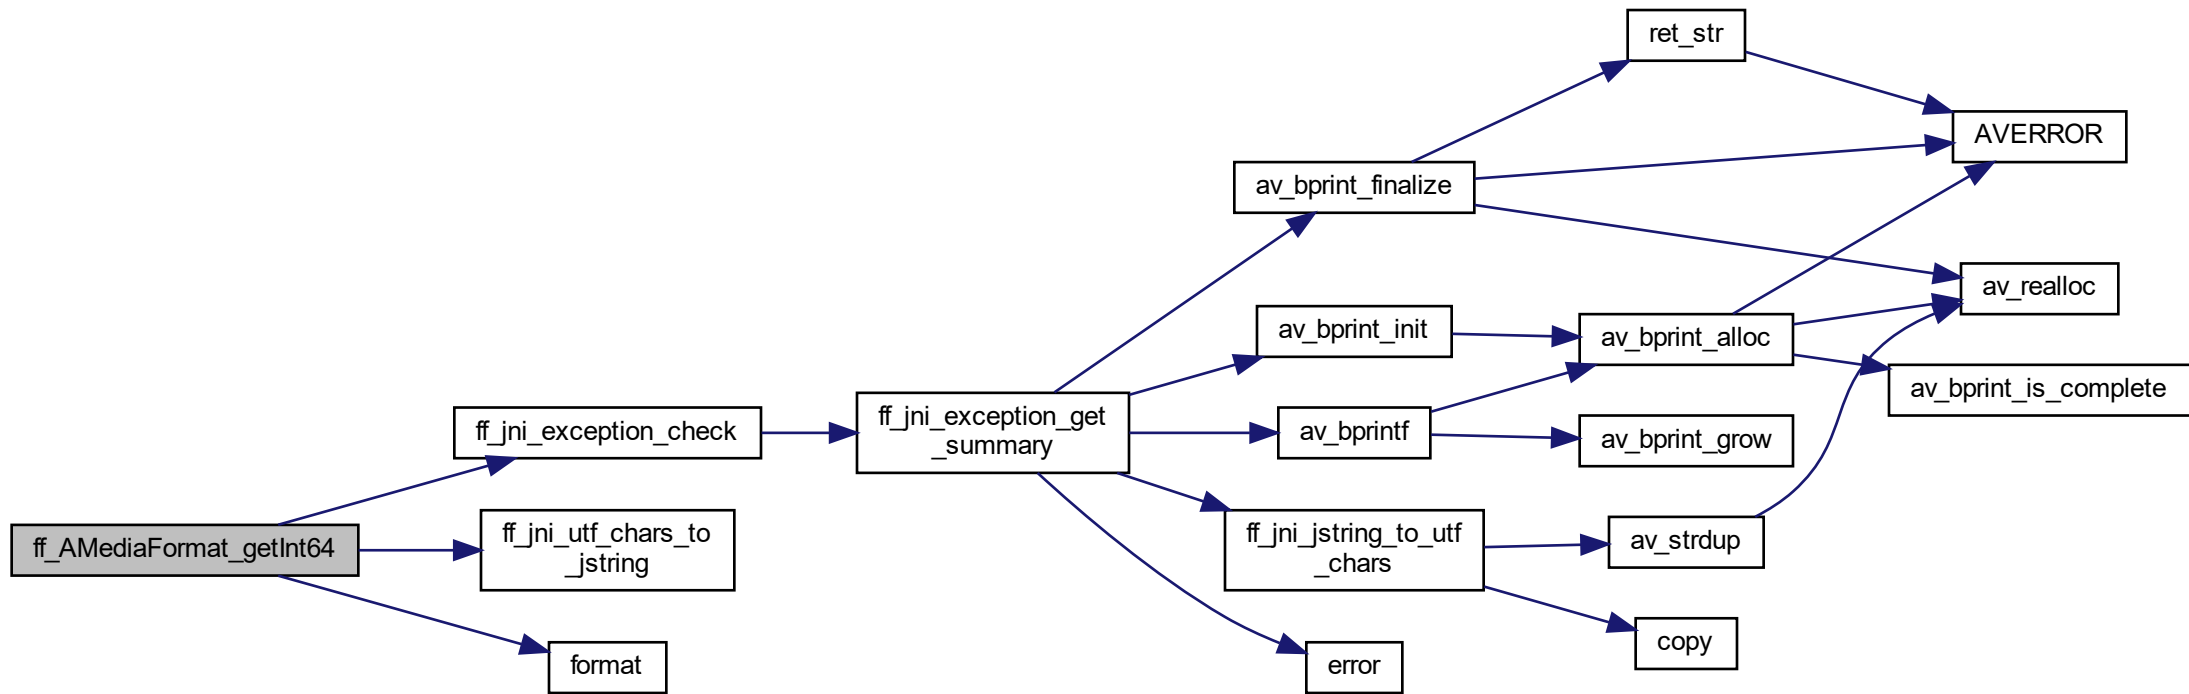 ret_str
AVERROR
av_bprint_finalize
av_realloc
av_bprint_init
av_bprint_alloc
av_bprint_is_complete
ff_jni_exception_check
ff_jni_exception_get
_summary
av_bprintf
av_bprint_grow
ff_AMediaFormat_getInt64
ff_jni_utf_chars_to
_jstring
ff_jni_jstring_to_utf
_chars
av_strdup
format
error
copy